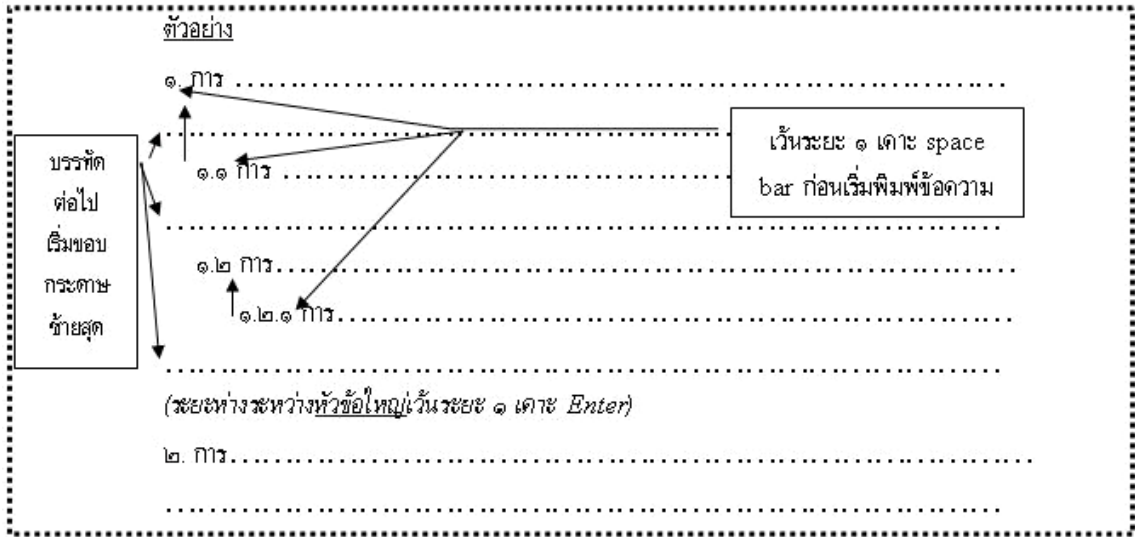 ตัวอย่าง
๑. การ ................................................................................
................................................................................
๑.๑ การ ................................................................................
................................................................................
๑.๒ การ................................................................................
๑.๒.๑ การ................................................................................
................................................................................
(ระยะห่างระหว่างหัวข้อใหญ่เว้นระยะ ๑ เคาะ Enter)
๒. การ................................................................................
................................................................................
บรรทัด
ต่อไป
เริ่มขอบ
กระดาษ
ซ้ายสุด
เว้นระยะ ๑ เคาะ space
bar ก่อนเริ่มพิมพ์ข้อความ